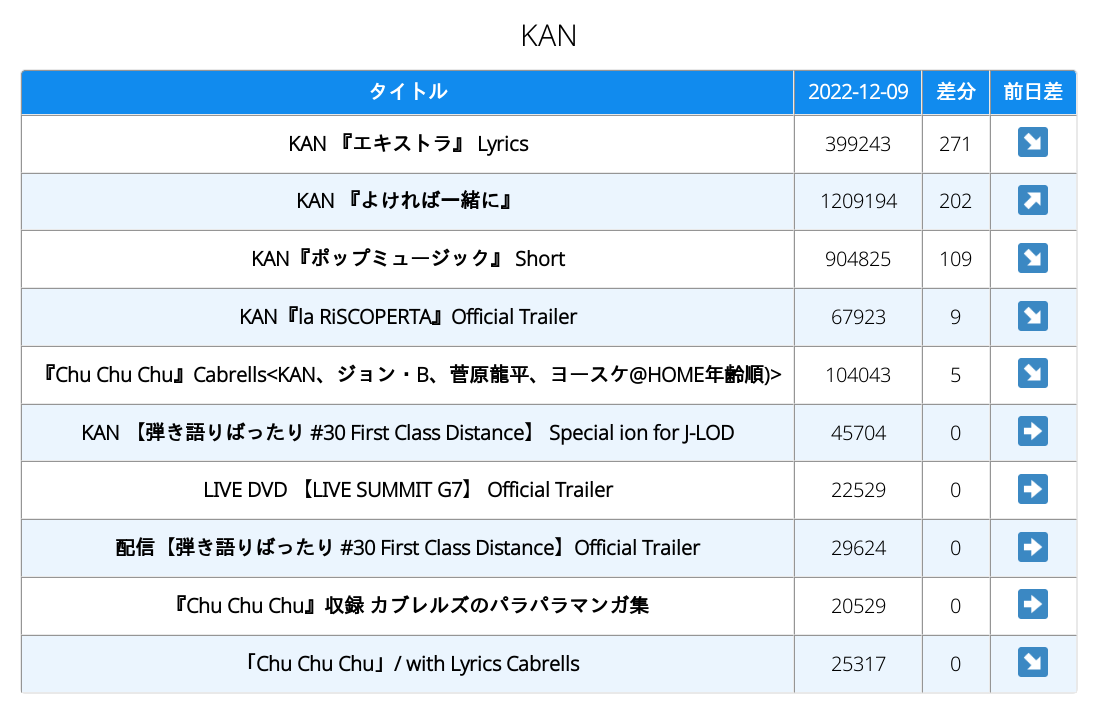 KAN
タイトル 2022-12-09 差分 前日差
KAN 『エキストラ』 Lyrics 399243 271 ↘
KAN 『よければ一緒に』 1209194 202 ↗
KAN『ポップミュージック』 Short 904825 109 ↘
KAN『la RiSCOPERTA』Official Trailer 67923 9 ↘
『Chu Chu Chu』Cabrells<KAN、ジョン・B、菅原龍平、ヨースケ@HOME年齢順)> 104043 5 ↘
KAN 【弾き語りばったり #30 First Class Distance】 Special ion for J-LOD 45704 0 ➡
LIVE DVD 【LIVE SUMMIT G7】 Official Trailer 22529 0 ➡
配信【弾き語りばったり #30 First Class Distance】Official Trailer 29624 0 ➡
『Chu Chu Chu』収録 カブレルズのパラパラマンガ集 20529 0 ➡
「Chu Chu Chu」/ with Lyrics Cabrells 25317 0 ↘